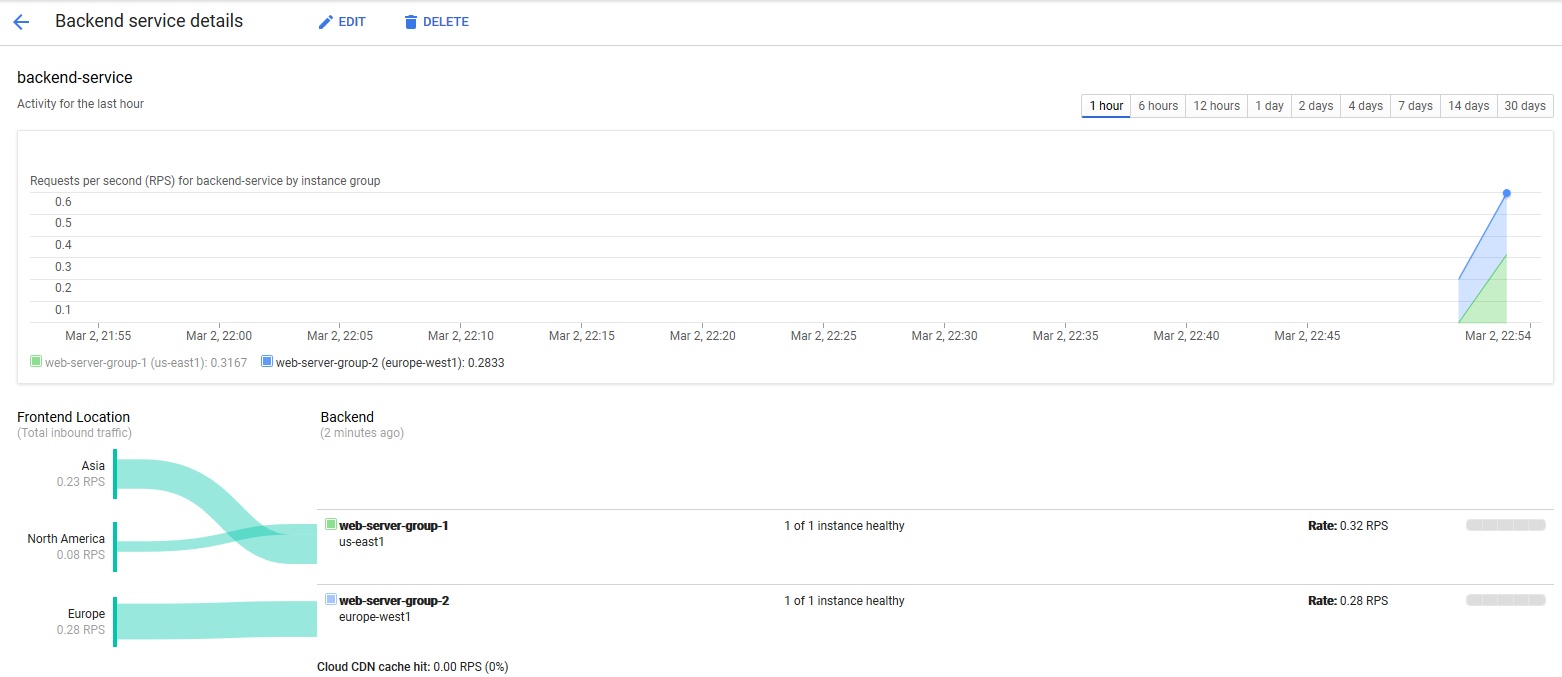 Backend service details EDIT DELETE
backend-service
Activity for the last hour
1 hour 6 hours 12 hours 1 day 2 days 4 days 7 days 14 days 30 days
Requests per second (RPS) for backend-service by instance group
0.6
0.5
0.4
0.3
0.2
0.1
Mar 2, 21:55 Mar 2, 22:00 Mar 2, 22:05 Mar 2, 22:10 Mar 2, 22:15 Mar 2, 22:20 Mar 2, 22:25 Mar 2, 22:30 Mar 2, 22:35 Mar 2, 22:40 Mar 2, 22:45 Mar 2, 22:54
web-server-group-1 (us-east1): 0.3167 web-server-group-2 (europe-west1): 0.2833
Frontend Location Backend
(Total inbound traffic) (2 minutes ago)
Asia
0.23 RPS
web-server-group-1 1 of 1 instance healthy Rate: 0.32 RPS
North America us-east1
0.08 RPS
web-server-group-2 1 of 1 instance healthy Rate: 0.28 RPS
Europe europe-west1
0.28 RPS
Cloud CDN cache hit: 0.00 RPS (0%)